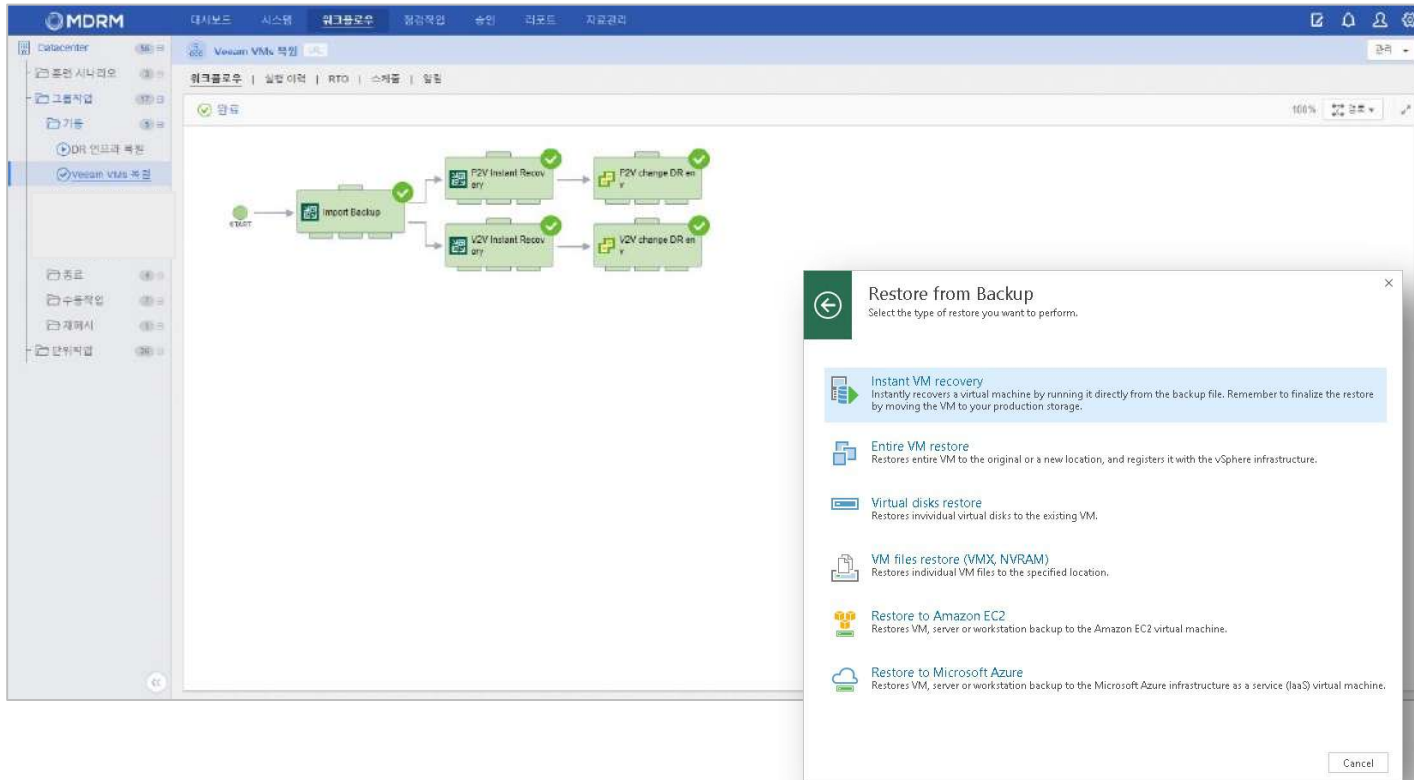 MDRM
대시보드 시스템 워크플로우 점검작업 승인 리포트 자료관리
Datacenter (56)
훈련 시나리오
그룹작업 (17)
기동 (5)
DR 인프라 복원
Veeam VMs 복원
종료
수동작업
재해시
단위작업 (26)
Veeam VMs 복원
관리
워크플로우 | 실행 이력 | RTO | 스케줄 | 알림
완료
100%
START
Import Backup
P2V Instant Recov
ery
P2V change DR en
v
V2V Instant Recov
ery
V2V change DR en
v
Restore from Backup
Select the type of restore you want to perform.
Instant VM recovery
Instantly recovers a virtual machine by running it directly from the backup file. Remember to finalize the restore
by moving the VM to your production storage.
Entire VM restore
Restores entire VM to the original or a new location, and registers it with the vSphere infrastructure.
Virtual disks restore
Restores invividual virtual disks to the existing VM.
VM files restore (VMX, NVRAM)
Restores individual VM files to the specified location.
Restore to Amazon EC2
Restores VM, server or workstation backup to the Amazon EC2 virtual machine.
Restore to Microsoft Azure
Restores VM, server or workstation backup to the Microsoft Azure infrastructure as a service (IaaS) virtual machine.
Cancel